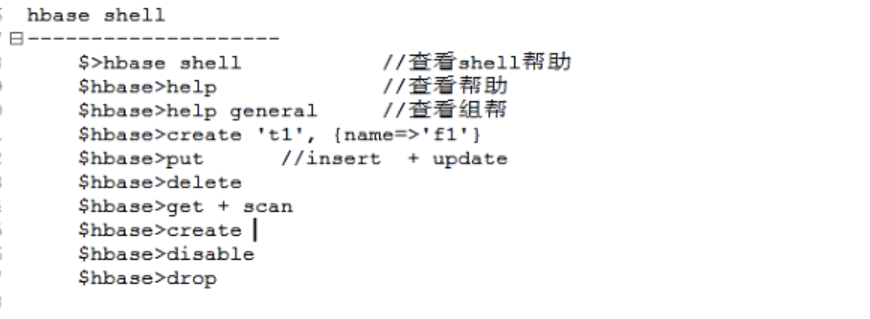 hbase shell
--------------------
$>hbase shell //查看shell帮助
$hbase>help //查看帮助
$hbase>help general //查看组帮
$hbase>create 't1', {name=>'f1'}
$hbase>put //insert + update
$hbase>delete
$hbase>get + scan
$hbase>create
$hbase>disable
$hbase>drop